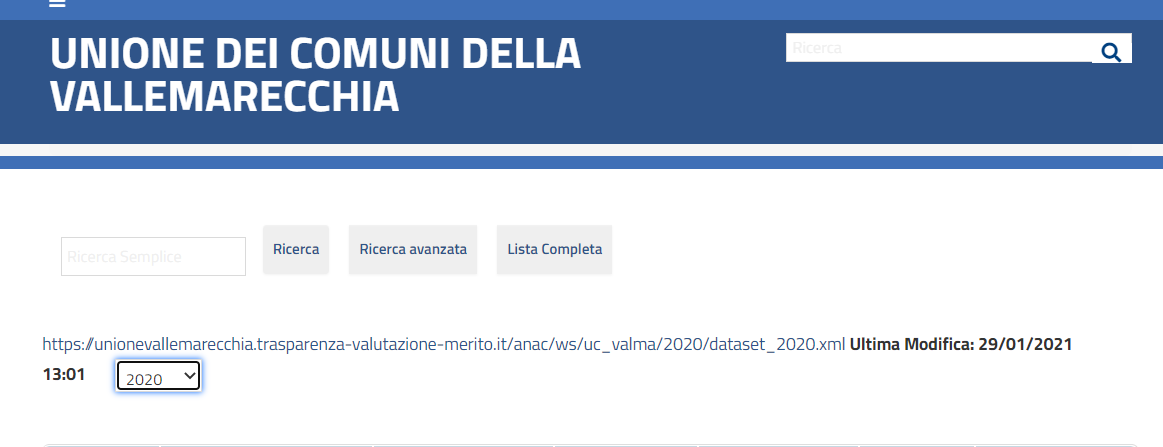 UNIONE DEI COMUNI DELLA
VALLEMARECCHIA
Ricerca
Ricerca Semplice
Ricerca
Ricerca avanzata
Lista Completa
https://unionevallemarecchia.trasparenza-valutazione-merito.it/anac/ws/uc_valma/2020/dataset_2020.xml Ultima Modifica: 29/01/2021
13:01
2020